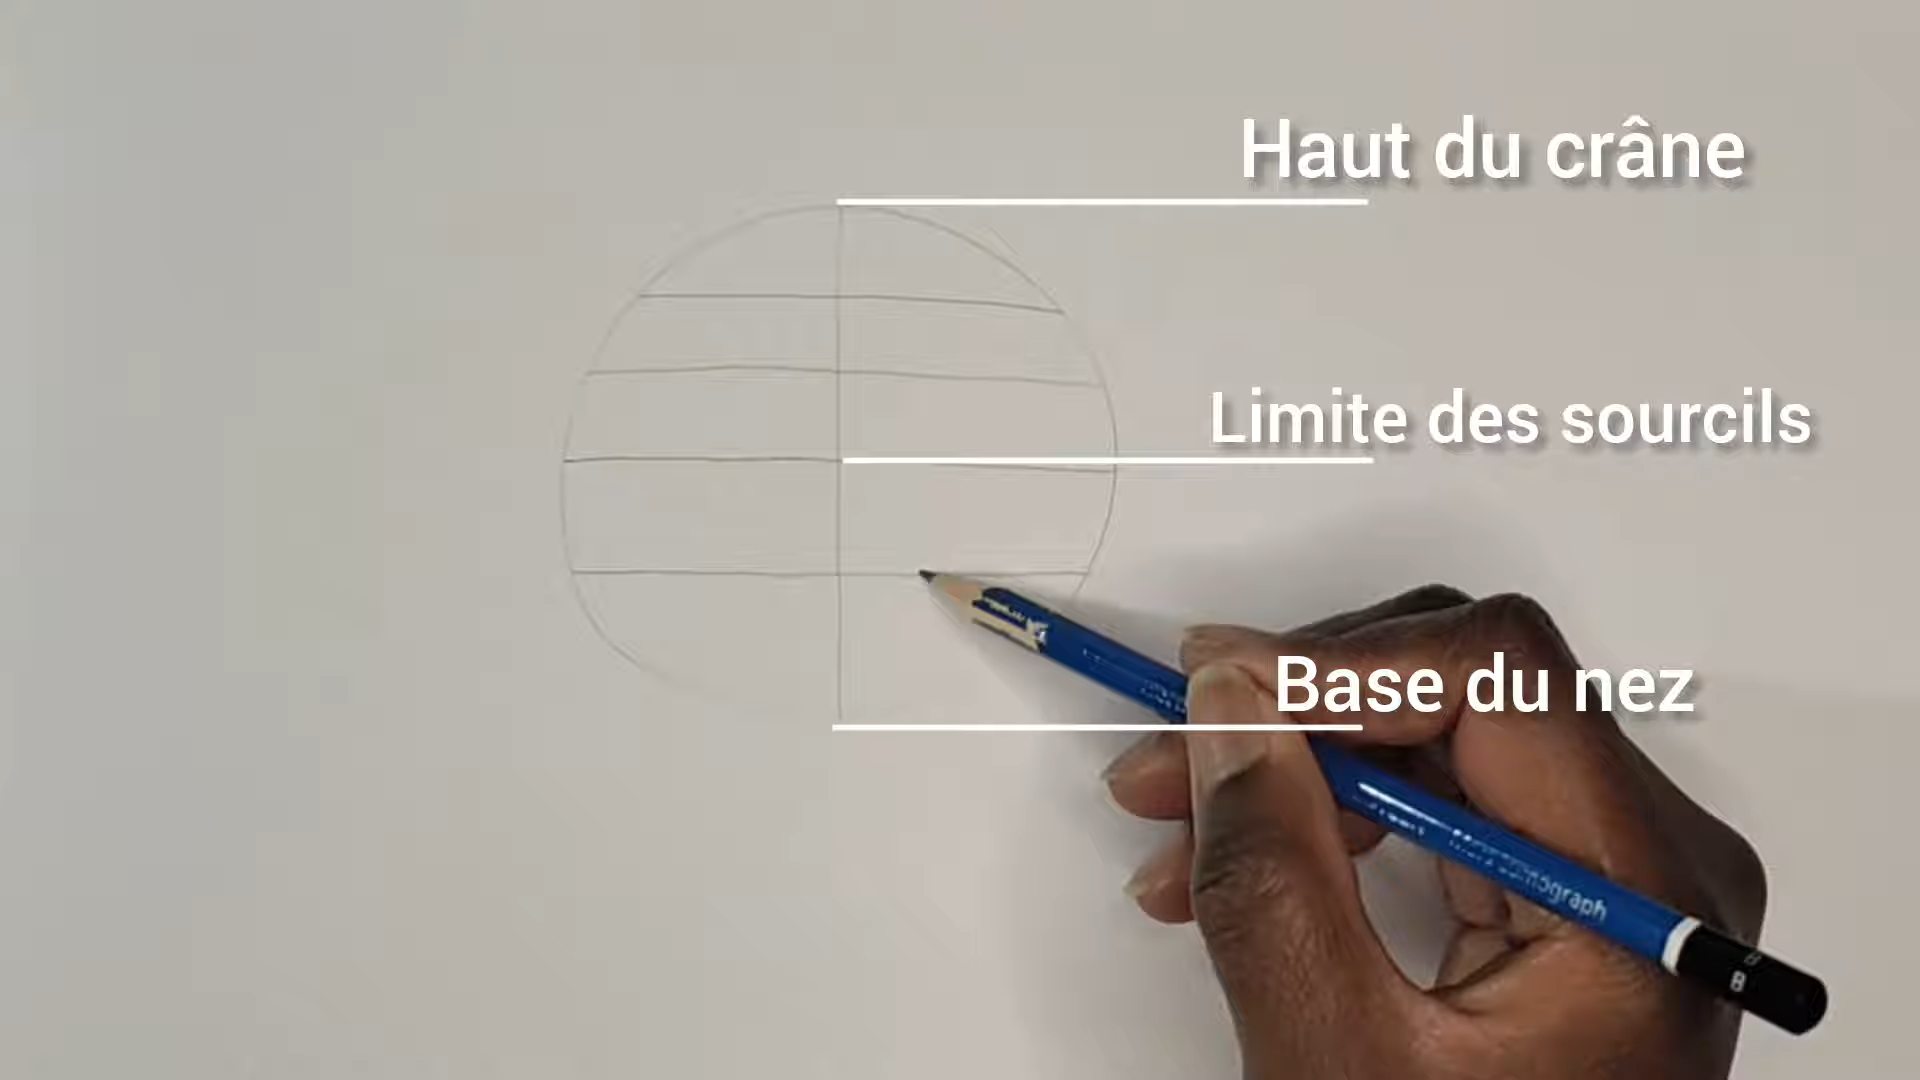 Haut du crâne
Limite des sourcils
Base du nez
B